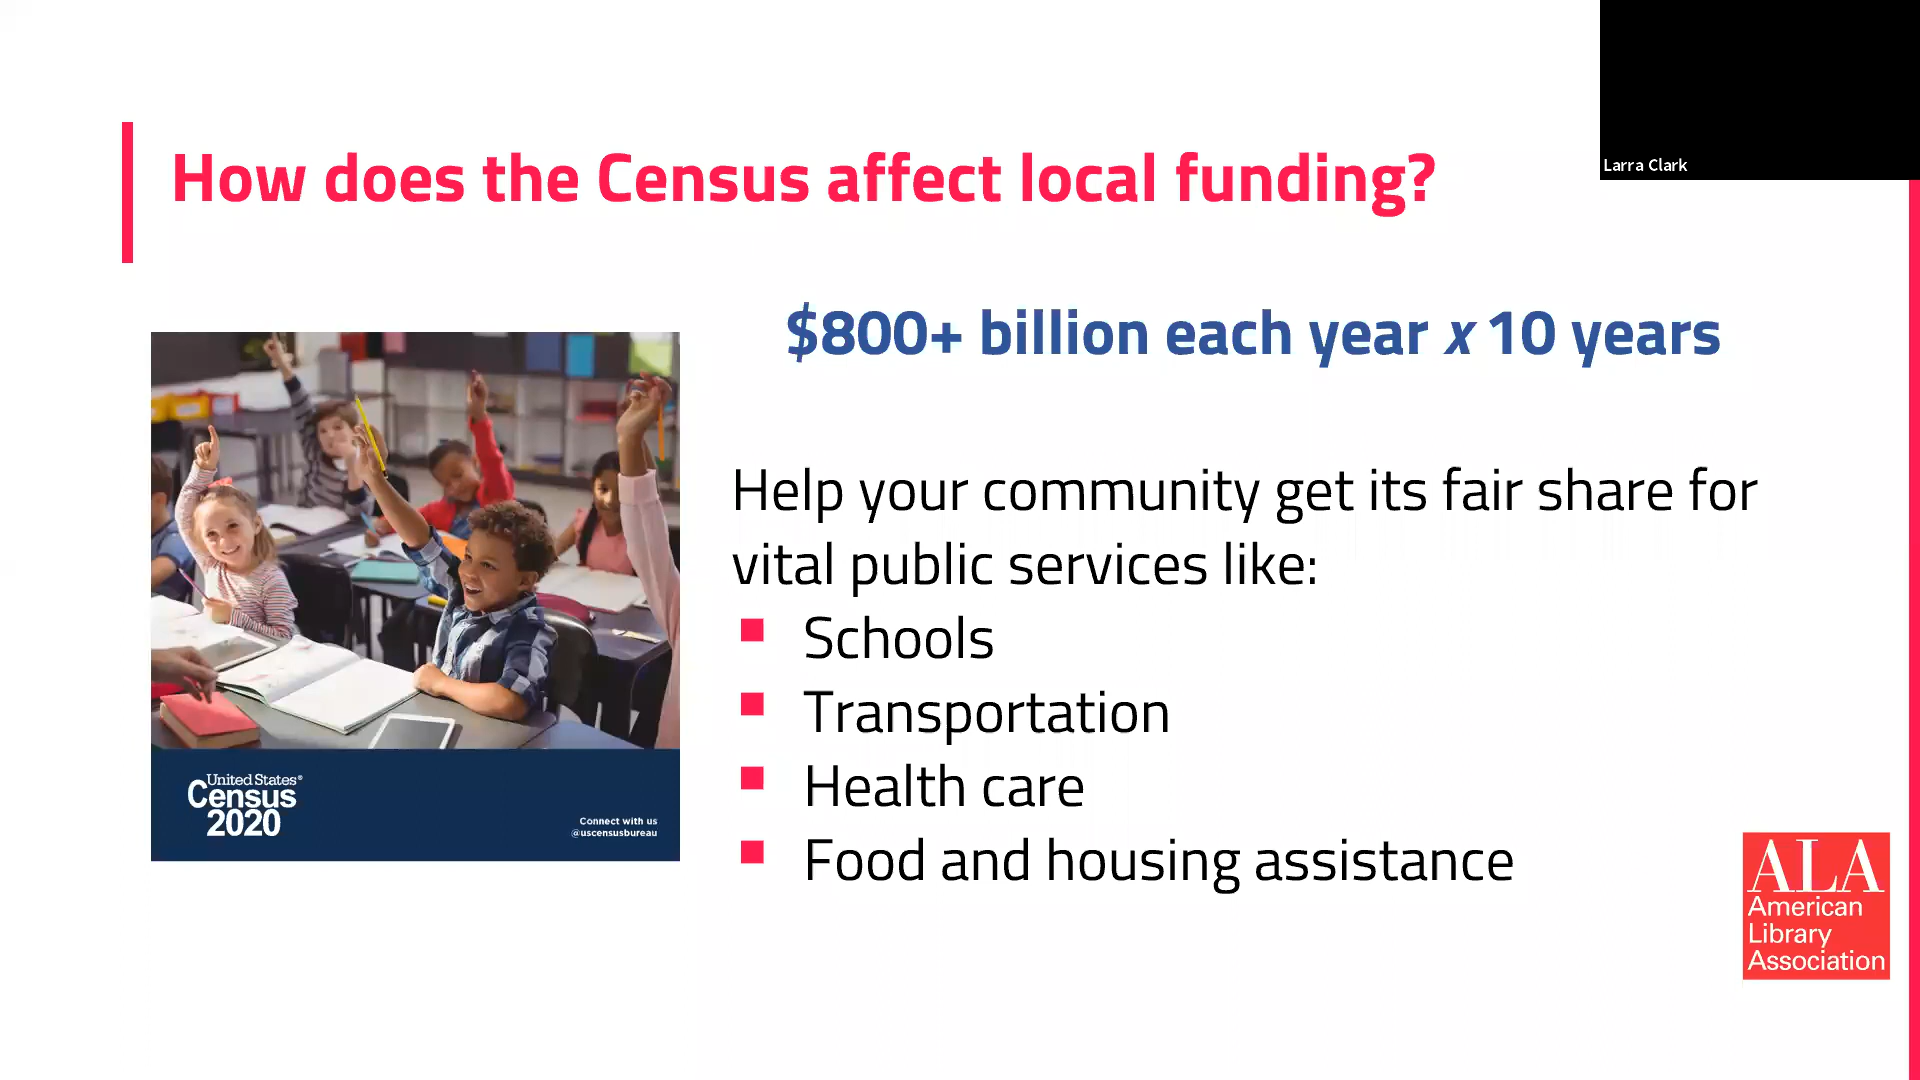 Larra Clark
How does the Census affect local funding?
$800+ billion each year x 10 years
Help your community get its fair share for
vital public services like:
▪ Schools
▪ Transportation
▪ Health care
▪ Food and housing assistance
United States®
Census
2020
Connect with us
@uscensusbureau
ALA
American
Library
Association